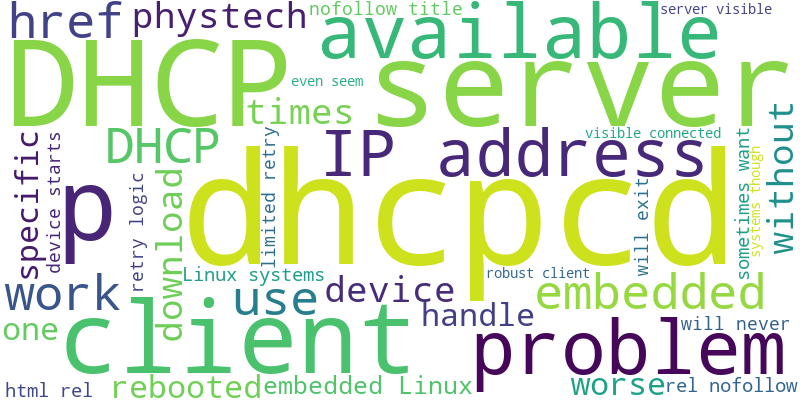 href
phystech
nofollow title
server visible
DHCP
server
available
even seem
times
DHCP
IP address
visible connected
specific
device starts
p
retry logic
download
limited retry
dhcpcd
will exit
sometimes want
systems though
without
work
Linux systems
use
device
robust client
embedded
one
client
handle
problem
will never
html rel
rebooted
embedded Linux
worse
rel nofollow